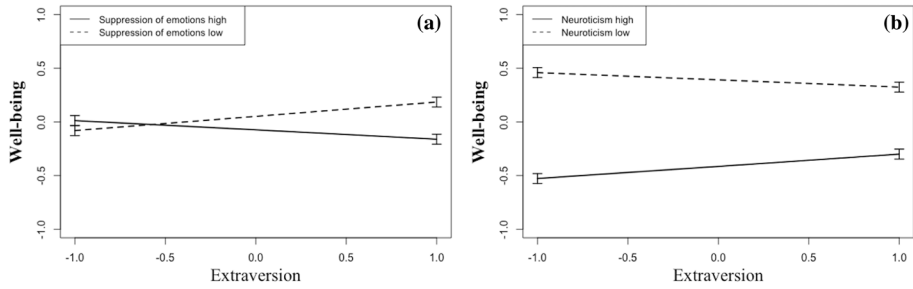 Suppression of emotions high
Suppression of emotions low
(a)
1.0
0.5
0.0
-0.5
-1.0
Well-being
-1.0
-0.5
0.0
0.5
1.0
Extraversion
Neuroticism high
Neuroticism low
(b)
1.0
0.5
0.0
-0.5
-1.0
Well-being
-1.0
-0.5
0.0
0.5
1.0
Extraversion